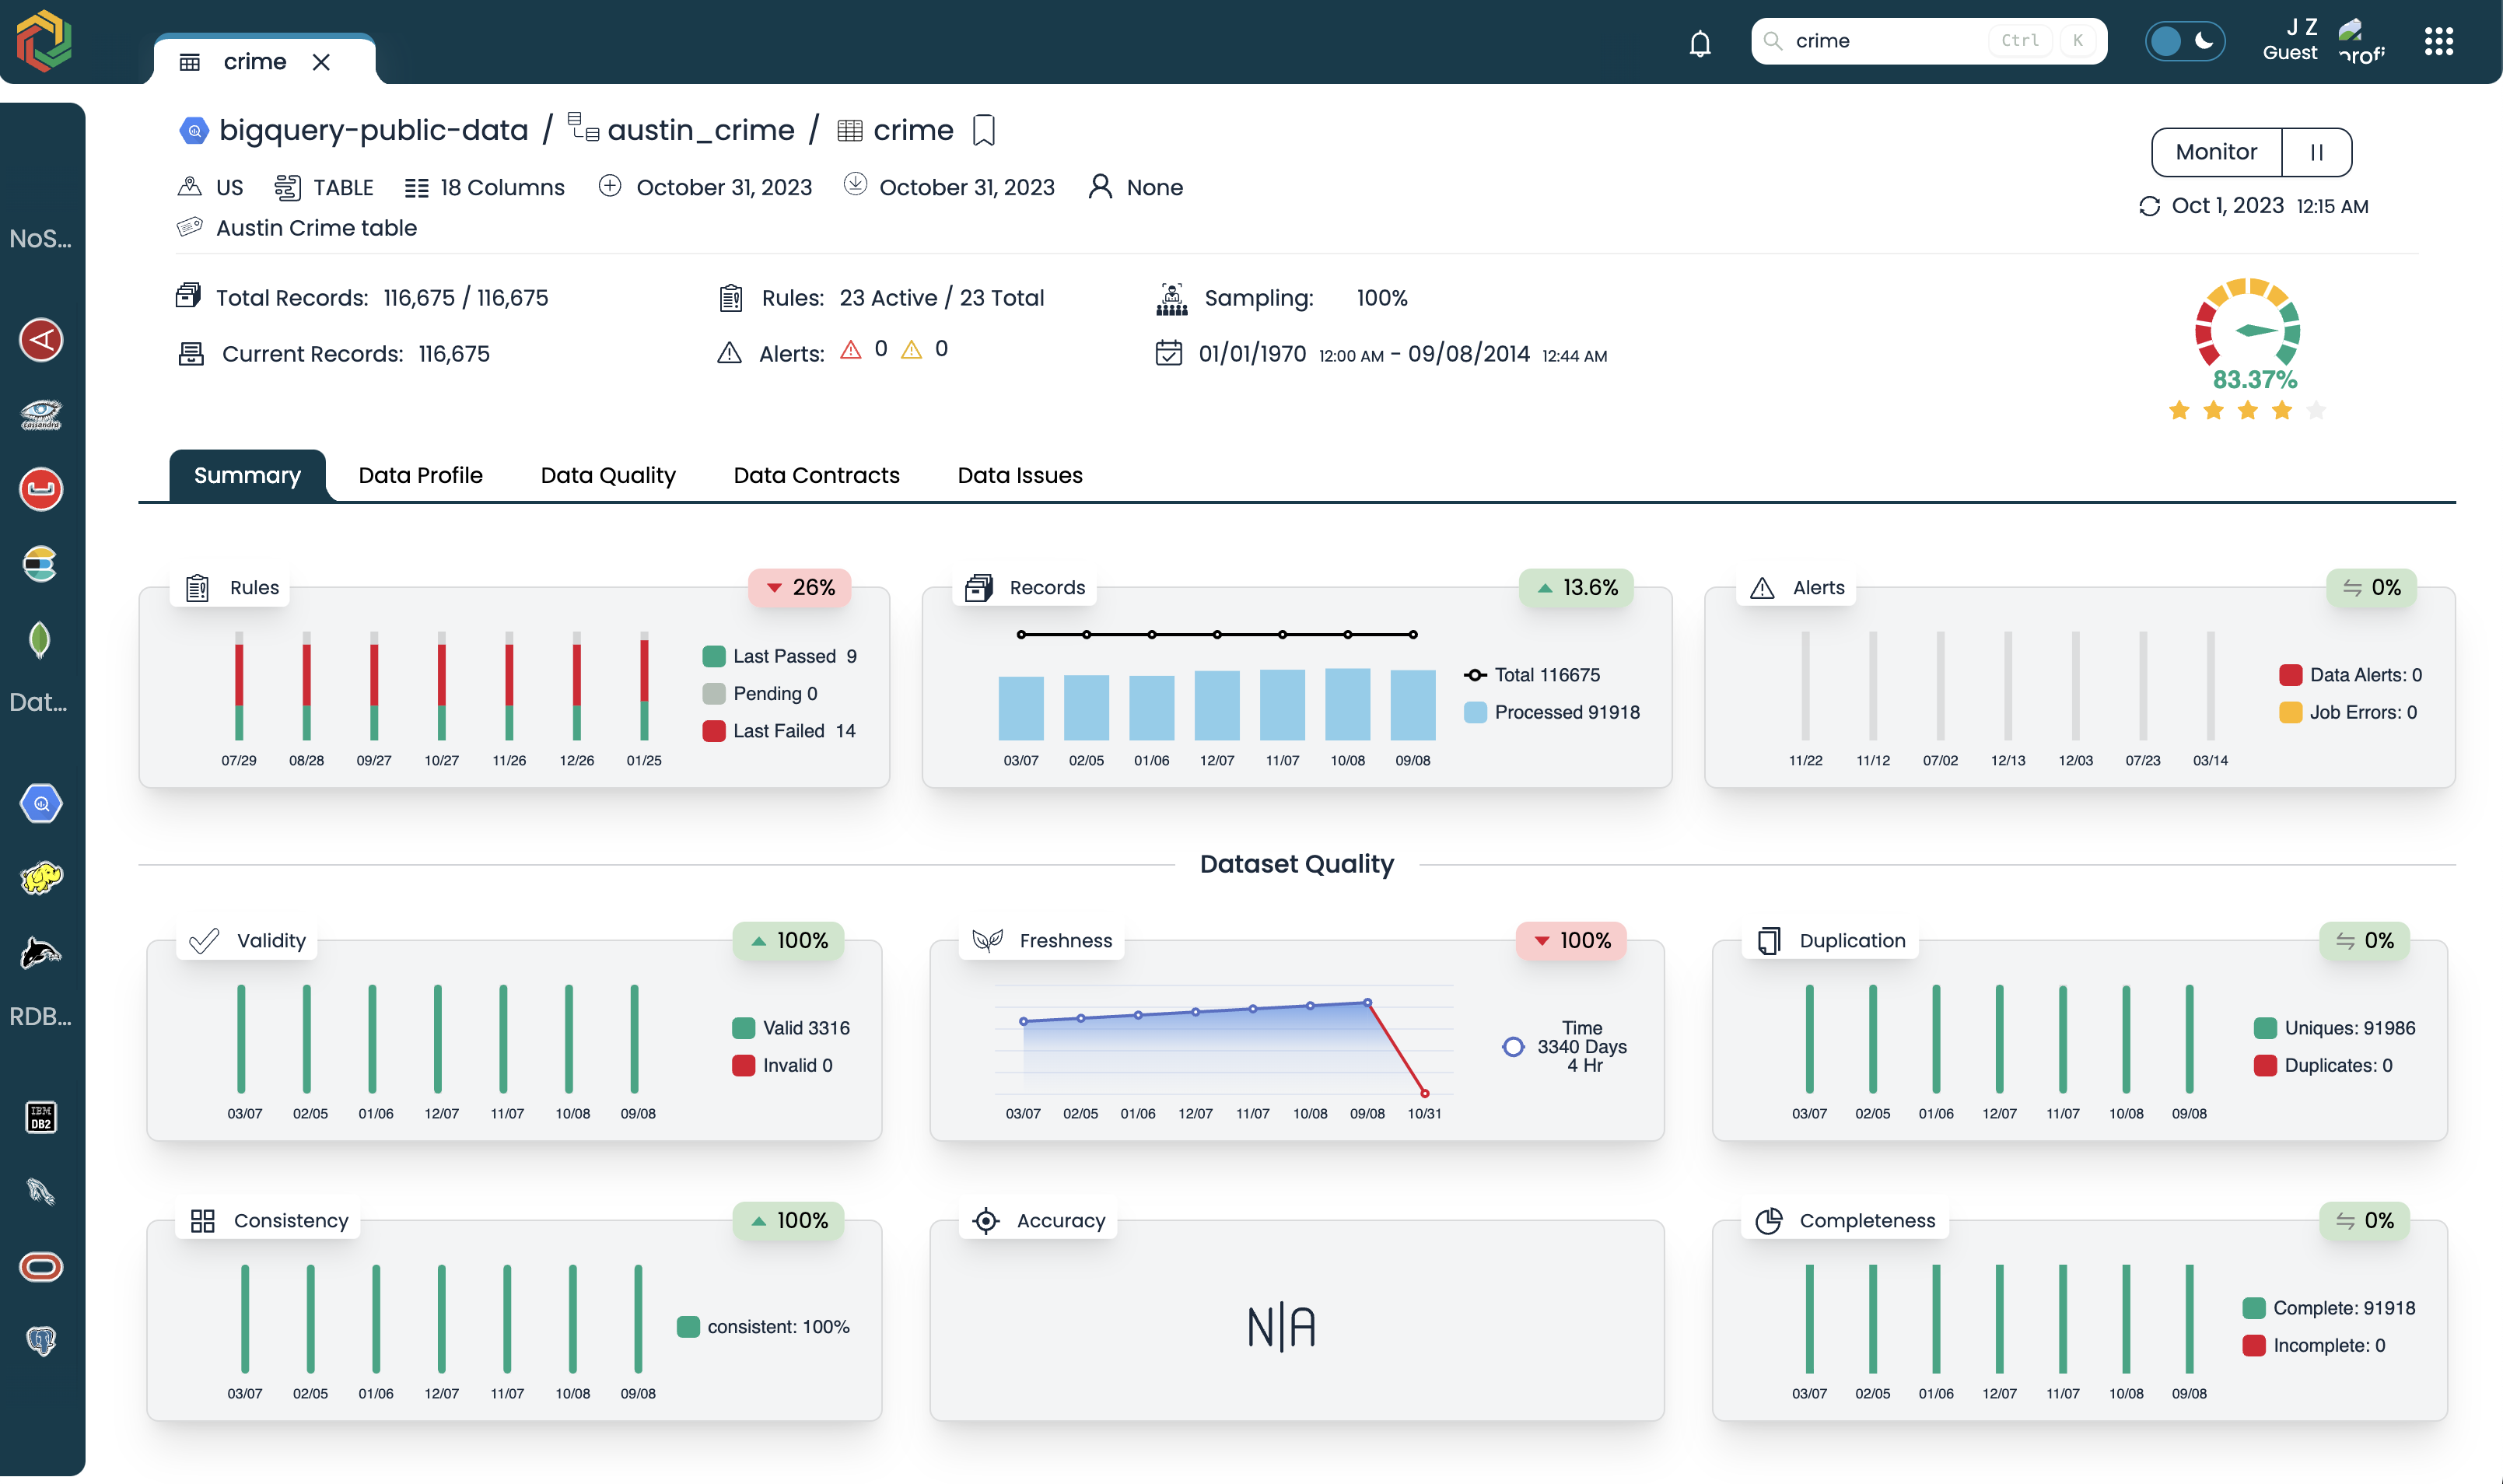 crime
crime
Ctrl K
J Z
Guest
profi
bigquery-public-data / austin_crime / crime
US TABLE 18 Columns October 31, 2023 October 31, 2023 None
Austin Crime table
Monitor
Oct 1, 2023 12:15 AM
Total Records: 116,675 / 116,675
Rules: 23 Active / 23 Total
Sampling: 100%
Current Records: 116,675
Alerts: 0 0
01/01/1970 12:00 AM - 09/08/2014 12:44 AM
83.37%
Summary Data Profile Data Quality Data Contracts Data Issues
NoS...
cassandra
Dat...
RDB...
IBM
DB2
Rules
26%
Last Passed 9
Pending 0
Last Failed 14
07/29 08/28 09/27 10/27 11/26 12/26 01/25
Records
13.6%
Total 116675
Processed 91918
03/07 02/05 01/06 12/07 11/07 10/08 09/08
Alerts
0%
Data Alerts: 0
Job Errors: 0
11/22 11/12 07/02 12/13 12/03 07/23 03/14
Dataset Quality
Validity
100%
Valid 3316
Invalid 0
03/07 02/05 01/06 12/07 11/07 10/08 09/08
Freshness
100%
Time
3340 Days
4 Hr
03/07 02/05 01/06 12/07 11/07 10/08 09/08 10/31
Duplication
0%
Uniques: 91986
Duplicates: 0
03/07 02/05 01/06 12/07 11/07 10/08 09/08
Consistency
100%
consistent: 100%
03/07 02/05 01/06 12/07 11/07 10/08 09/08
Accuracy
N|A
Completeness
0%
Complete: 91918
Incomplete: 0
03/07 02/05 01/06 12/07 11/07 10/08 09/08